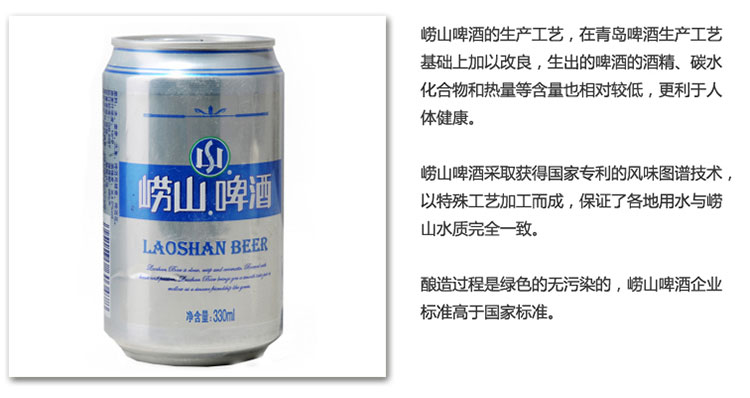 崂山啤酒
LAOSHAN BEER
净含量:330ml
崂山啤酒的生产工艺，在青岛啤酒生产工艺
基础上加以改良，生出的啤酒的酒精、碳水
化合物和热量等含量也相对较低，更利于人
体健康。
崂山啤酒采取获得国家专利的风味图谱技术，
以特殊工艺加工而成，保证了各地用水与崂
山水质完全一致。
酿造过程是绿色的无污染的，崂山啤酒企业
标准高于国家标准。